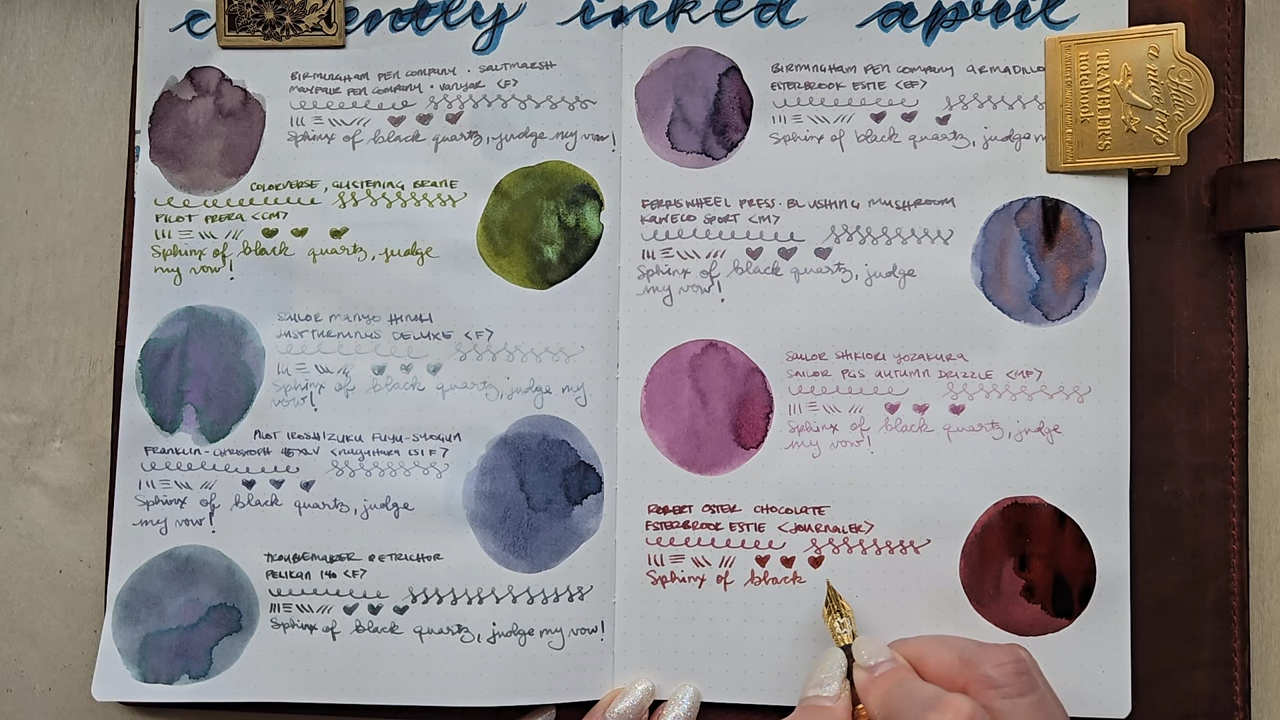 ently inked april
BIRMINGHAM PEN COMPANY · SALTMARSH
MAYFAIR PEN COMPANY · VANYAR <F>
Sphinx of black quartz, judge my vow!
COLORVERSE, GLISTENING BRANE
PILOT PRERA <CM>
Sphinx of black quartz, judge
my vow!
SAILOR MANYO HINOKI
JUST TURNINGS DELUXE <F>
Sphinx of black quartz, judge my
vow!
PILOT IROSHIZUKU FUYU-SYOGUN
FRANKLIN-CHRISTOPH 45XLV <NAGAHARA CSI F>
Sphinx of black quartz, judge
my vow!
TROUBLEMAKER PETRICHOR
PELIKAN 140 <F>
Sphinx of black quartz, judge my vow!
BIRMINGHAM PEN COMPANY ARMADILLO
ESTERBROOK ESTIE <EF>
Sphinx of black quartz, judge m
FERRIS WHEEL PRESS · BLUSHING MUSHROOM
KAWECO SPORT <M>
Sphinx of black quartz, judge
my vow!
SAILOR SHIKIORI YOZAKURA
SAILOR PGS AUTUMN DRIZZLE <MF>
Sphinx of black quartz, judge
my vow!
ROBERT OSTER CHOCOLATE
ESTERBROOK ESTIE <JOURNALER>
Sphinx of black
Have
a nice trip
TRAVELER'S
notebook